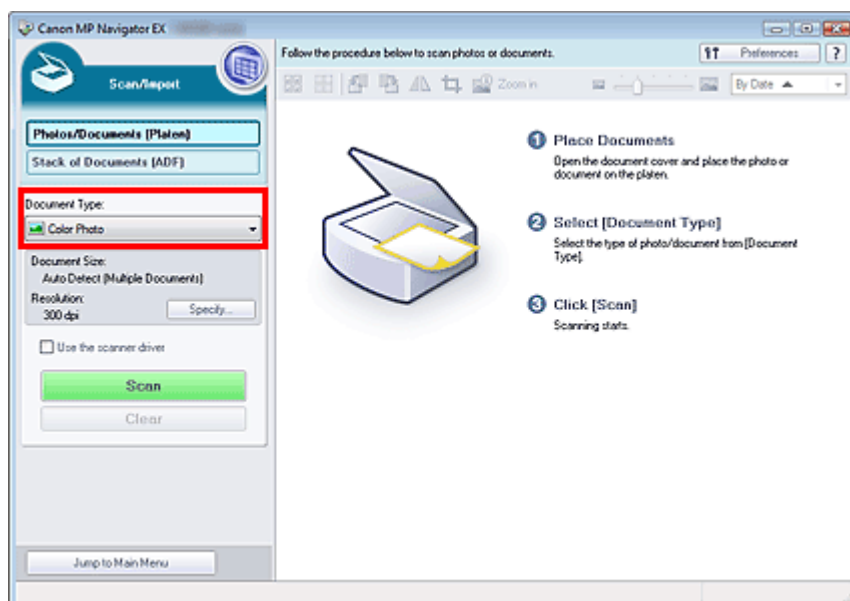 Canon MP Navigator EX
Scan/Import
Photos/Documents (Platen)
Stack of Documents (ADF)
Document Type:
Color Photo
Document Size:
Auto Detect (Multiple Documents)
Resolution:
300 dpi
Specify...
Use the scanner driver
Scan
Clear
Jump to Main Menu
Follow the procedure below to scan photos or documents.
Preferences
?
Zoom in
By Date
1 Place Documents
Open the document cover and place the photo or
document on the platen.
2 Select [Document Type]
Select the type of photo/document from [Document
Type].
3 Click [Scan]
Scanning starts.